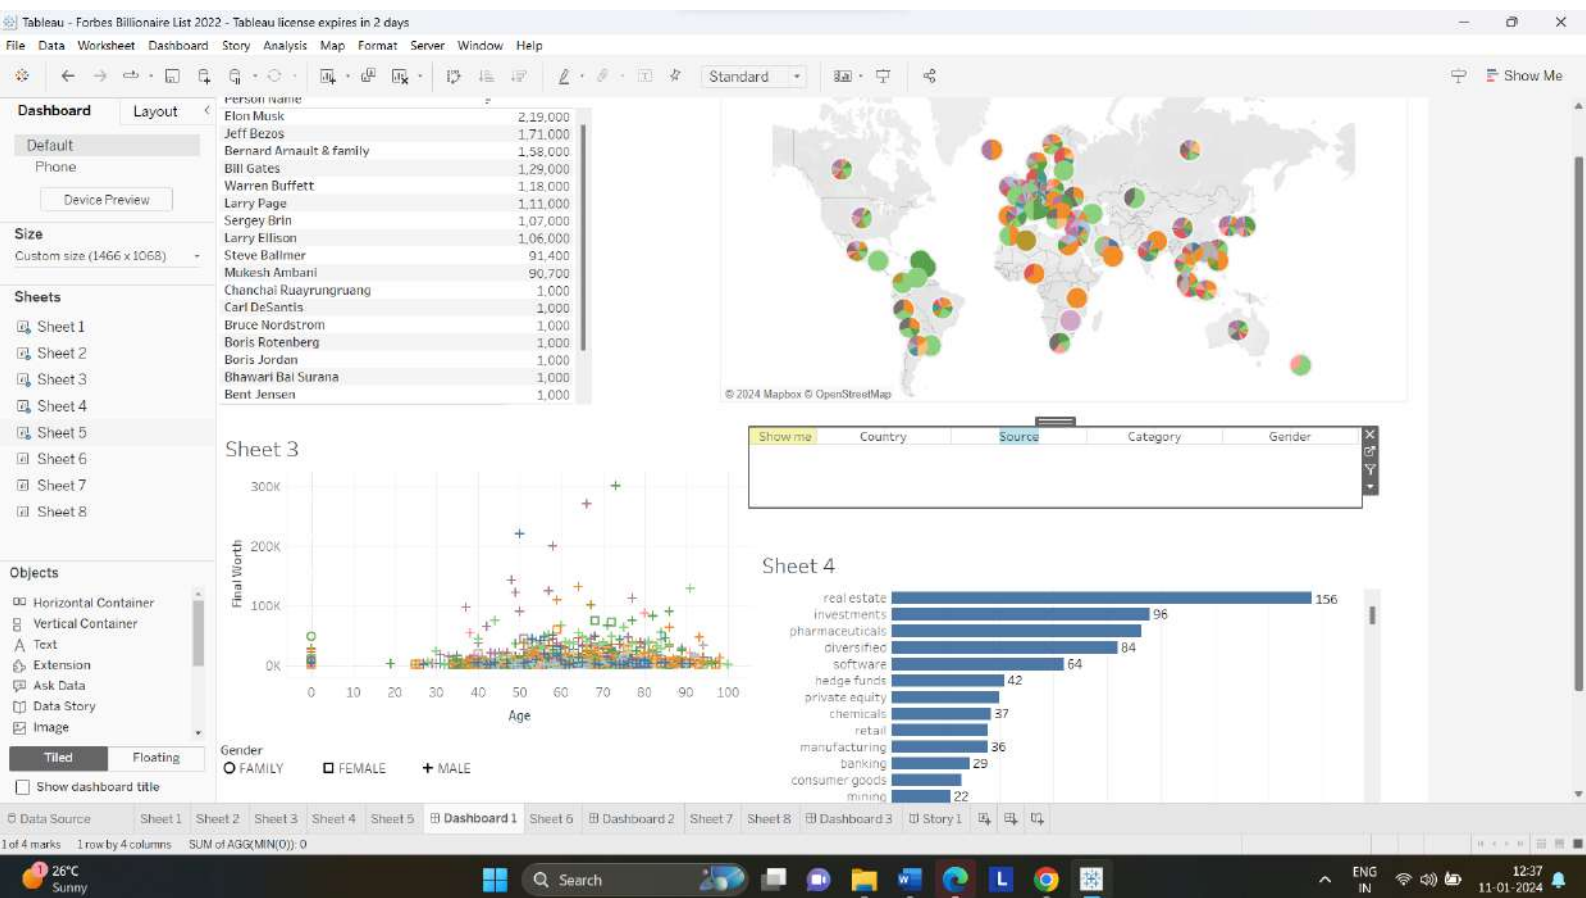 Tableau - Forbes Billionaire List 2022 - Tableau license expires in 2 days
File Data Worksheet Dashboard Story Analysis Map Format Server Window Help
Standard
Show Me
Dashboard Layout
Default
Phone
Device Preview
Size
Custom size (1466 x 1068)
Sheets
Sheet 1
Sheet 2
Sheet 3
Sheet 4
Sheet 5
Sheet 6
Sheet 7
Sheet 8
Objects
Horizontal Container
Vertical Container
Text
Extension
Ask Data
Data Story
Image
Tiled Floating
Show dashboard title
Person Name
Elon Musk 2,19,000
Jeff Bezos 1,71,000
Bernard Arnault & family 1,58,000
Bill Gates 1,29,000
Warren Buffett 1,18,000
Larry Page 1,11,000
Sergey Brin 1,07,000
Larry Ellison 1,06,000
Steve Ballmer 91,400
Mukesh Ambani 90,700
Chanchai Ruayrungruang 1,000
Carl DeSantis 1,000
Bruce Nordstrom 1,000
Boris Rotenberg 1,000
Boris Jordan 1,000
Bhawari Bai Surana 1,000
Bent Jensen 1,000
© 2024 Mapbox © OpenStreetMap
Show me Country Source Category Gender
Sheet 3
300K
200K
100K
0K
Final Worth
0 10 20 30 40 50 60 70 80 90 100
Age
Gender
FAMILY FEMALE MALE
Sheet 4
real estate 156
investments 96
pharmaceuticals
diversified 84
software 64
hedge funds 42
private equity
chemicals 37
retail
manufacturing 36
banking 29
consumer goods
mining 22
Data Source Sheet 1 Sheet 2 Sheet 3 Sheet 4 Sheet 5 Dashboard 1 Sheet 6 Dashboard 2 Sheet 7 Sheet 8 Dashboard 3 Story 1
1 of 4 marks 1 row by 4 columns SUM of AGG(MIN(0)): 0
1 26°C
Sunny
Search
L
ENG
IN
12:37
11-01-2024